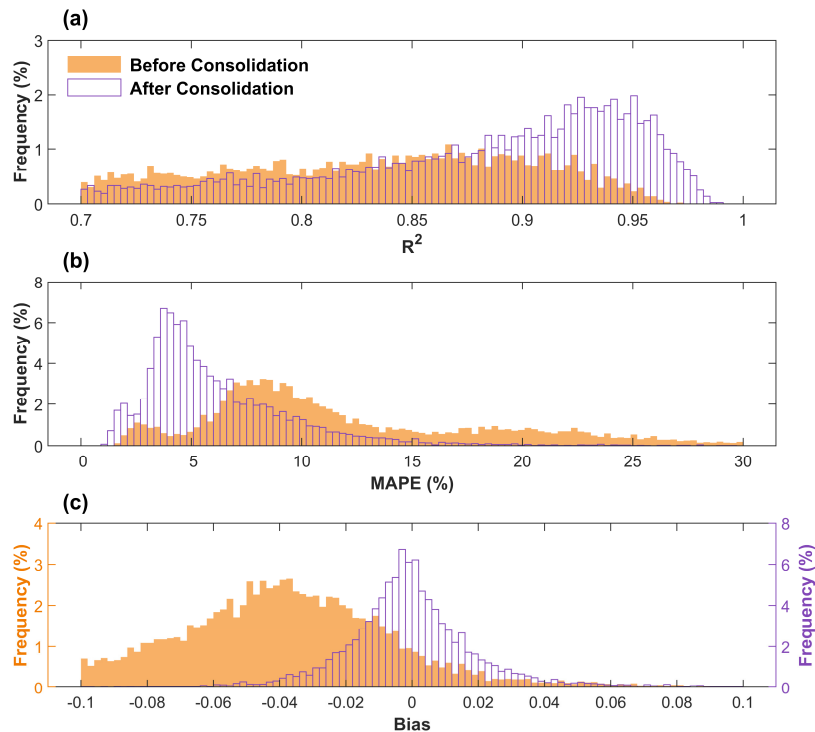 (a)
3
2
1
0
Frequency (%)
Before Consolidation
After Consolidation
0.7 0.75 0.8 0.85 0.9 0.95 1
R²
(b)
8
6
4
2
0
Frequency (%)
0 5 10 15 20 25 30
MAPE (%)
(c)
4
3
2
1
0
Frequency (%)
8
6
4
2
0
Frequency (%)
-0.1 -0.08 -0.06 -0.04 -0.02 0 0.02 0.04 0.06 0.08 0.1
Bias